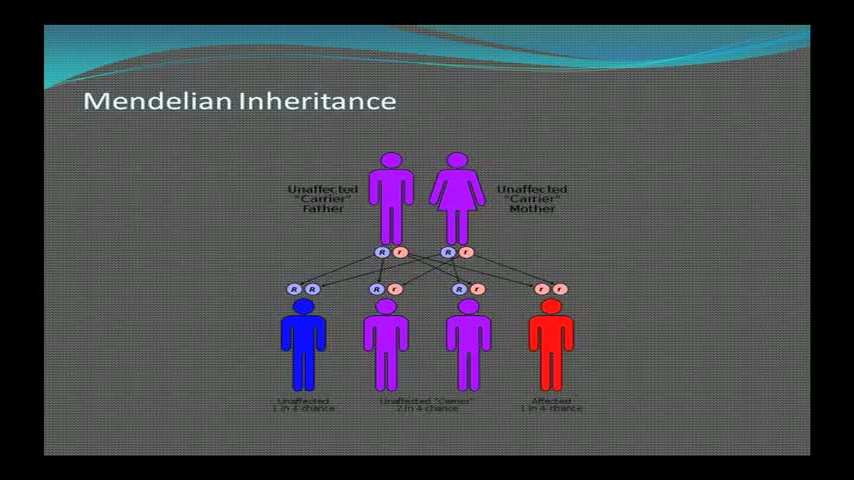 Mendelian Inheritance
Unaffected
"Carrier"
Father
Unaffected
"Carrier"
Mother
R r R r
R R R r R r r r
Unaffected
1 in 4 chance
Unaffected "Carrier"
2 in 4 chance
Affected
1 in 4 chance